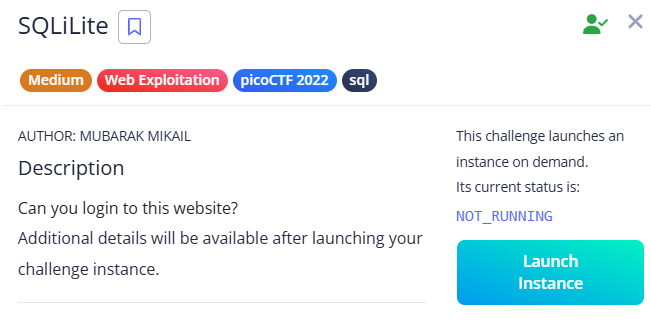 SQLiLite
Medium Web Exploitation picoCTF 2022 sql
AUTHOR: MUBARAK MIKAIL
Description
Can you login to this website?
Additional details will be available after launching your
challenge instance.
This challenge launches an
instance on demand.
Its current status is:
NOT_RUNNING
Launch
Instance